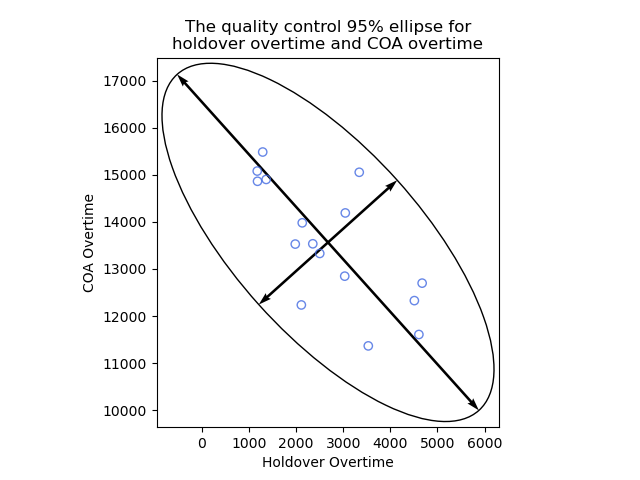 The quality control 95% ellipse for
holdover overtime and COA overtime
17000
16000
15000
14000
13000
12000
11000
10000
COA Overtime
0 1000 2000 3000 4000 5000 6000
Holdover Overtime